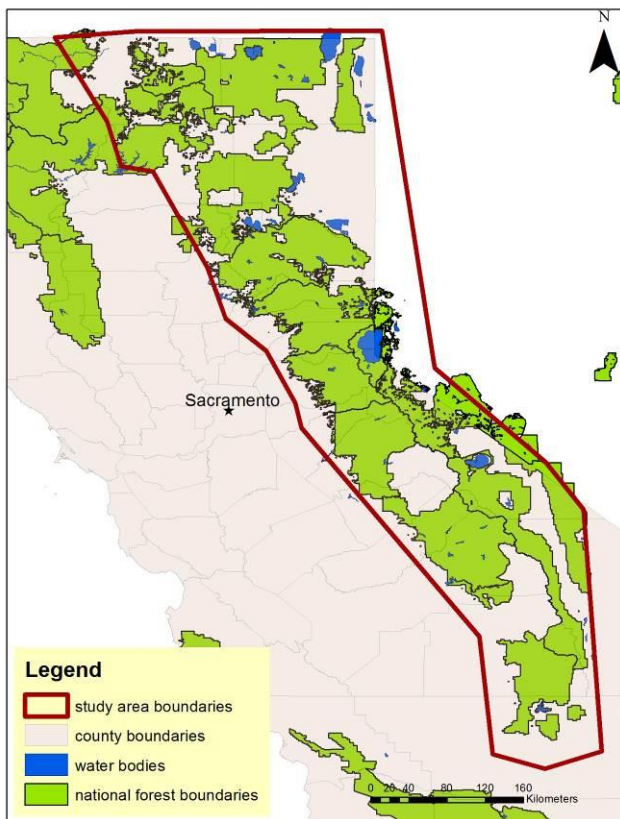 N
Sacramento
Legend
study area boundaries
county boundaries
water bodies
national forest boundaries
0 20 40 80 120 160
Kilometers